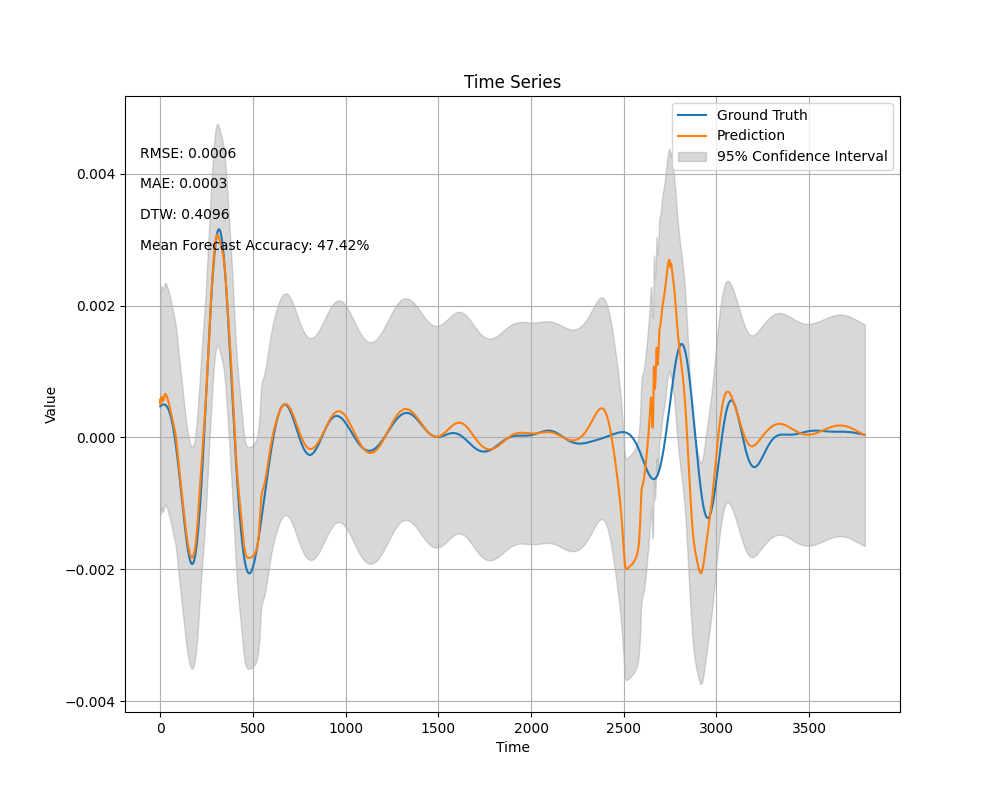 Time Series
Ground Truth
Prediction
95% Confidence Interval
RMSE: 0.0006
MAE: 0.0003
DTW: 0.4096
Mean Forecast Accuracy: 47.42%
Value
0.004
0.002
0.000
−0.002
−0.004
0 500 1000 1500 2000 2500 3000 3500
Time